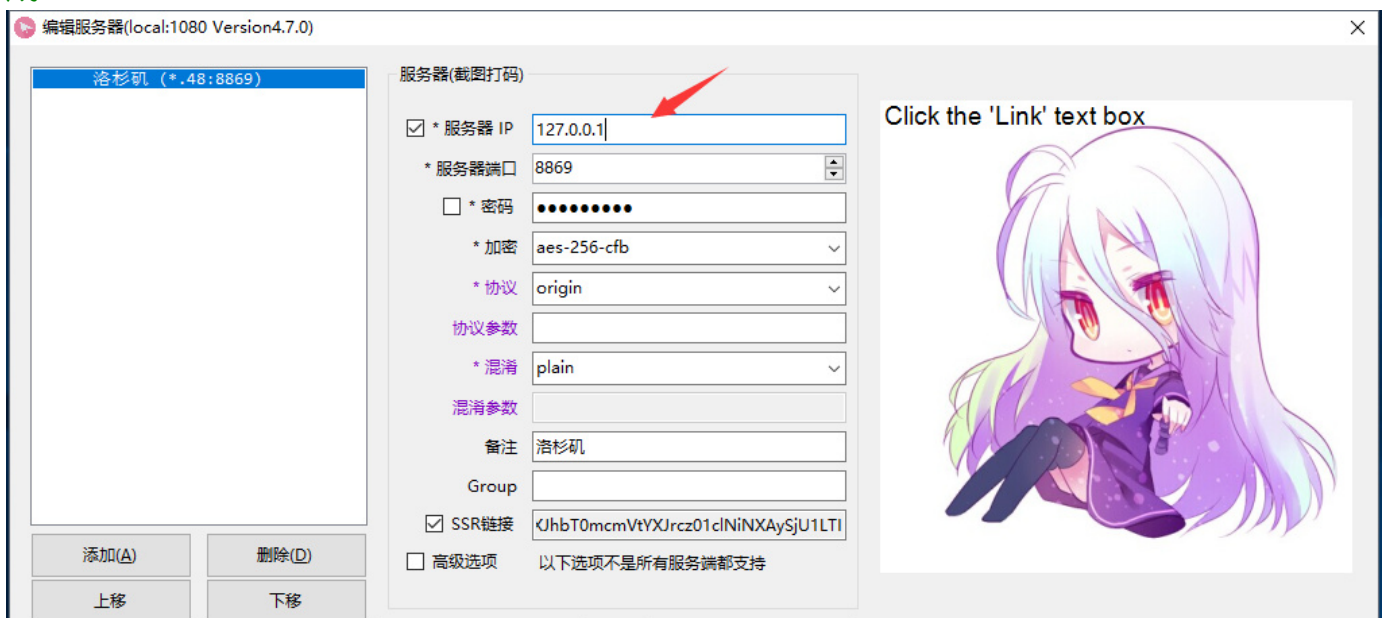 编辑服务器(local:1080 Version4.7.0)
洛杉矶 (*.48:8869)
服务器(截图打码)
* 服务器 IP 127.0.0.1
* 服务器端口 8869
* 密码 ●●●●●●●●●
* 加密 aes-256-cfb
* 协议 origin
协议参数
* 混淆 plain
混淆参数
备注 洛杉矶
Group
SSR链接
高级选项 以下选项不是所有服务端都支持
添加(A) 删除(D)
上移 下移
Click the 'Link' text box